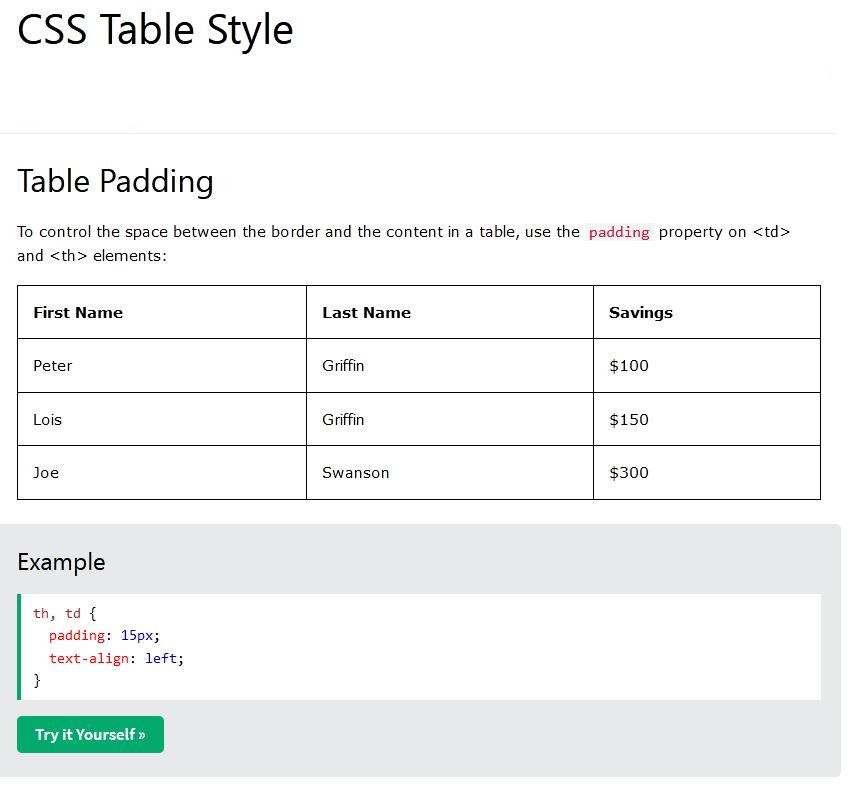 CSS Table Style
Table Padding
To control the space between the border and the content in a table, use the padding property on <td>
and <th> elements:
First Name Last Name Savings
Peter Griffin $100
Lois Griffin $150
Joe Swanson $300
Example
th, td {
  padding: 15px;
  text-align: left;
}
Try it Yourself »